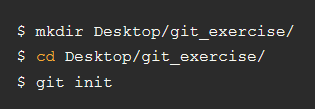 $ mkdir Desktop/git_exercise/
$ cd Desktop/git_exercise/
$ git init